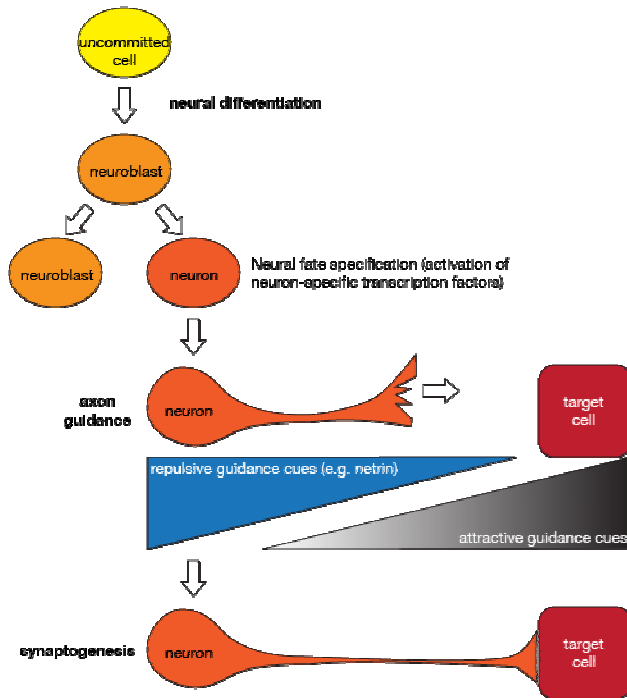 uncommitted
cell
neural differentiation
neuroblast
neuroblast
neuron
Neural fate specification (activation of
neuron-specific transcription factors)
axon
guidance
neuron
target
cell
repulsive guidance cues (e.g. netrin)
attractive guidance cues
synaptogenesis
neuron
target
cell